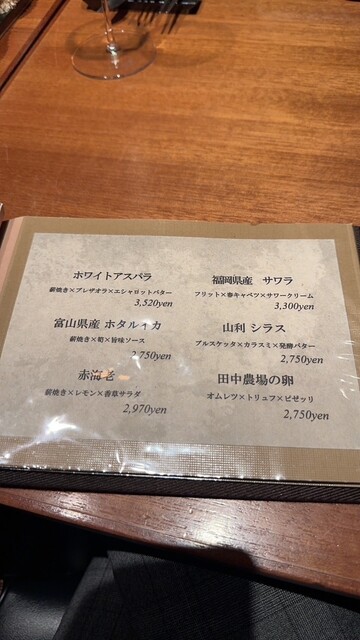 ホワイトアスパラ
薪焼き×ブレザオラ×エシャロットバター
3,520yen
富山県産 ホタルイカ
薪焼き×筍×旨味ソース
2,750yen
赤海老
薪焼き×レモン×香草サラダ
2,970yen
福岡県産 サワラ
フリット×春キャベツ×サワークリーム
3,300yen
山利 シラス
ブルスケッタ×カラスミ×発酵バター
2,750yen
田中農場の卵
オムレツ×トリュフ×ピゼッリ
2,750yen